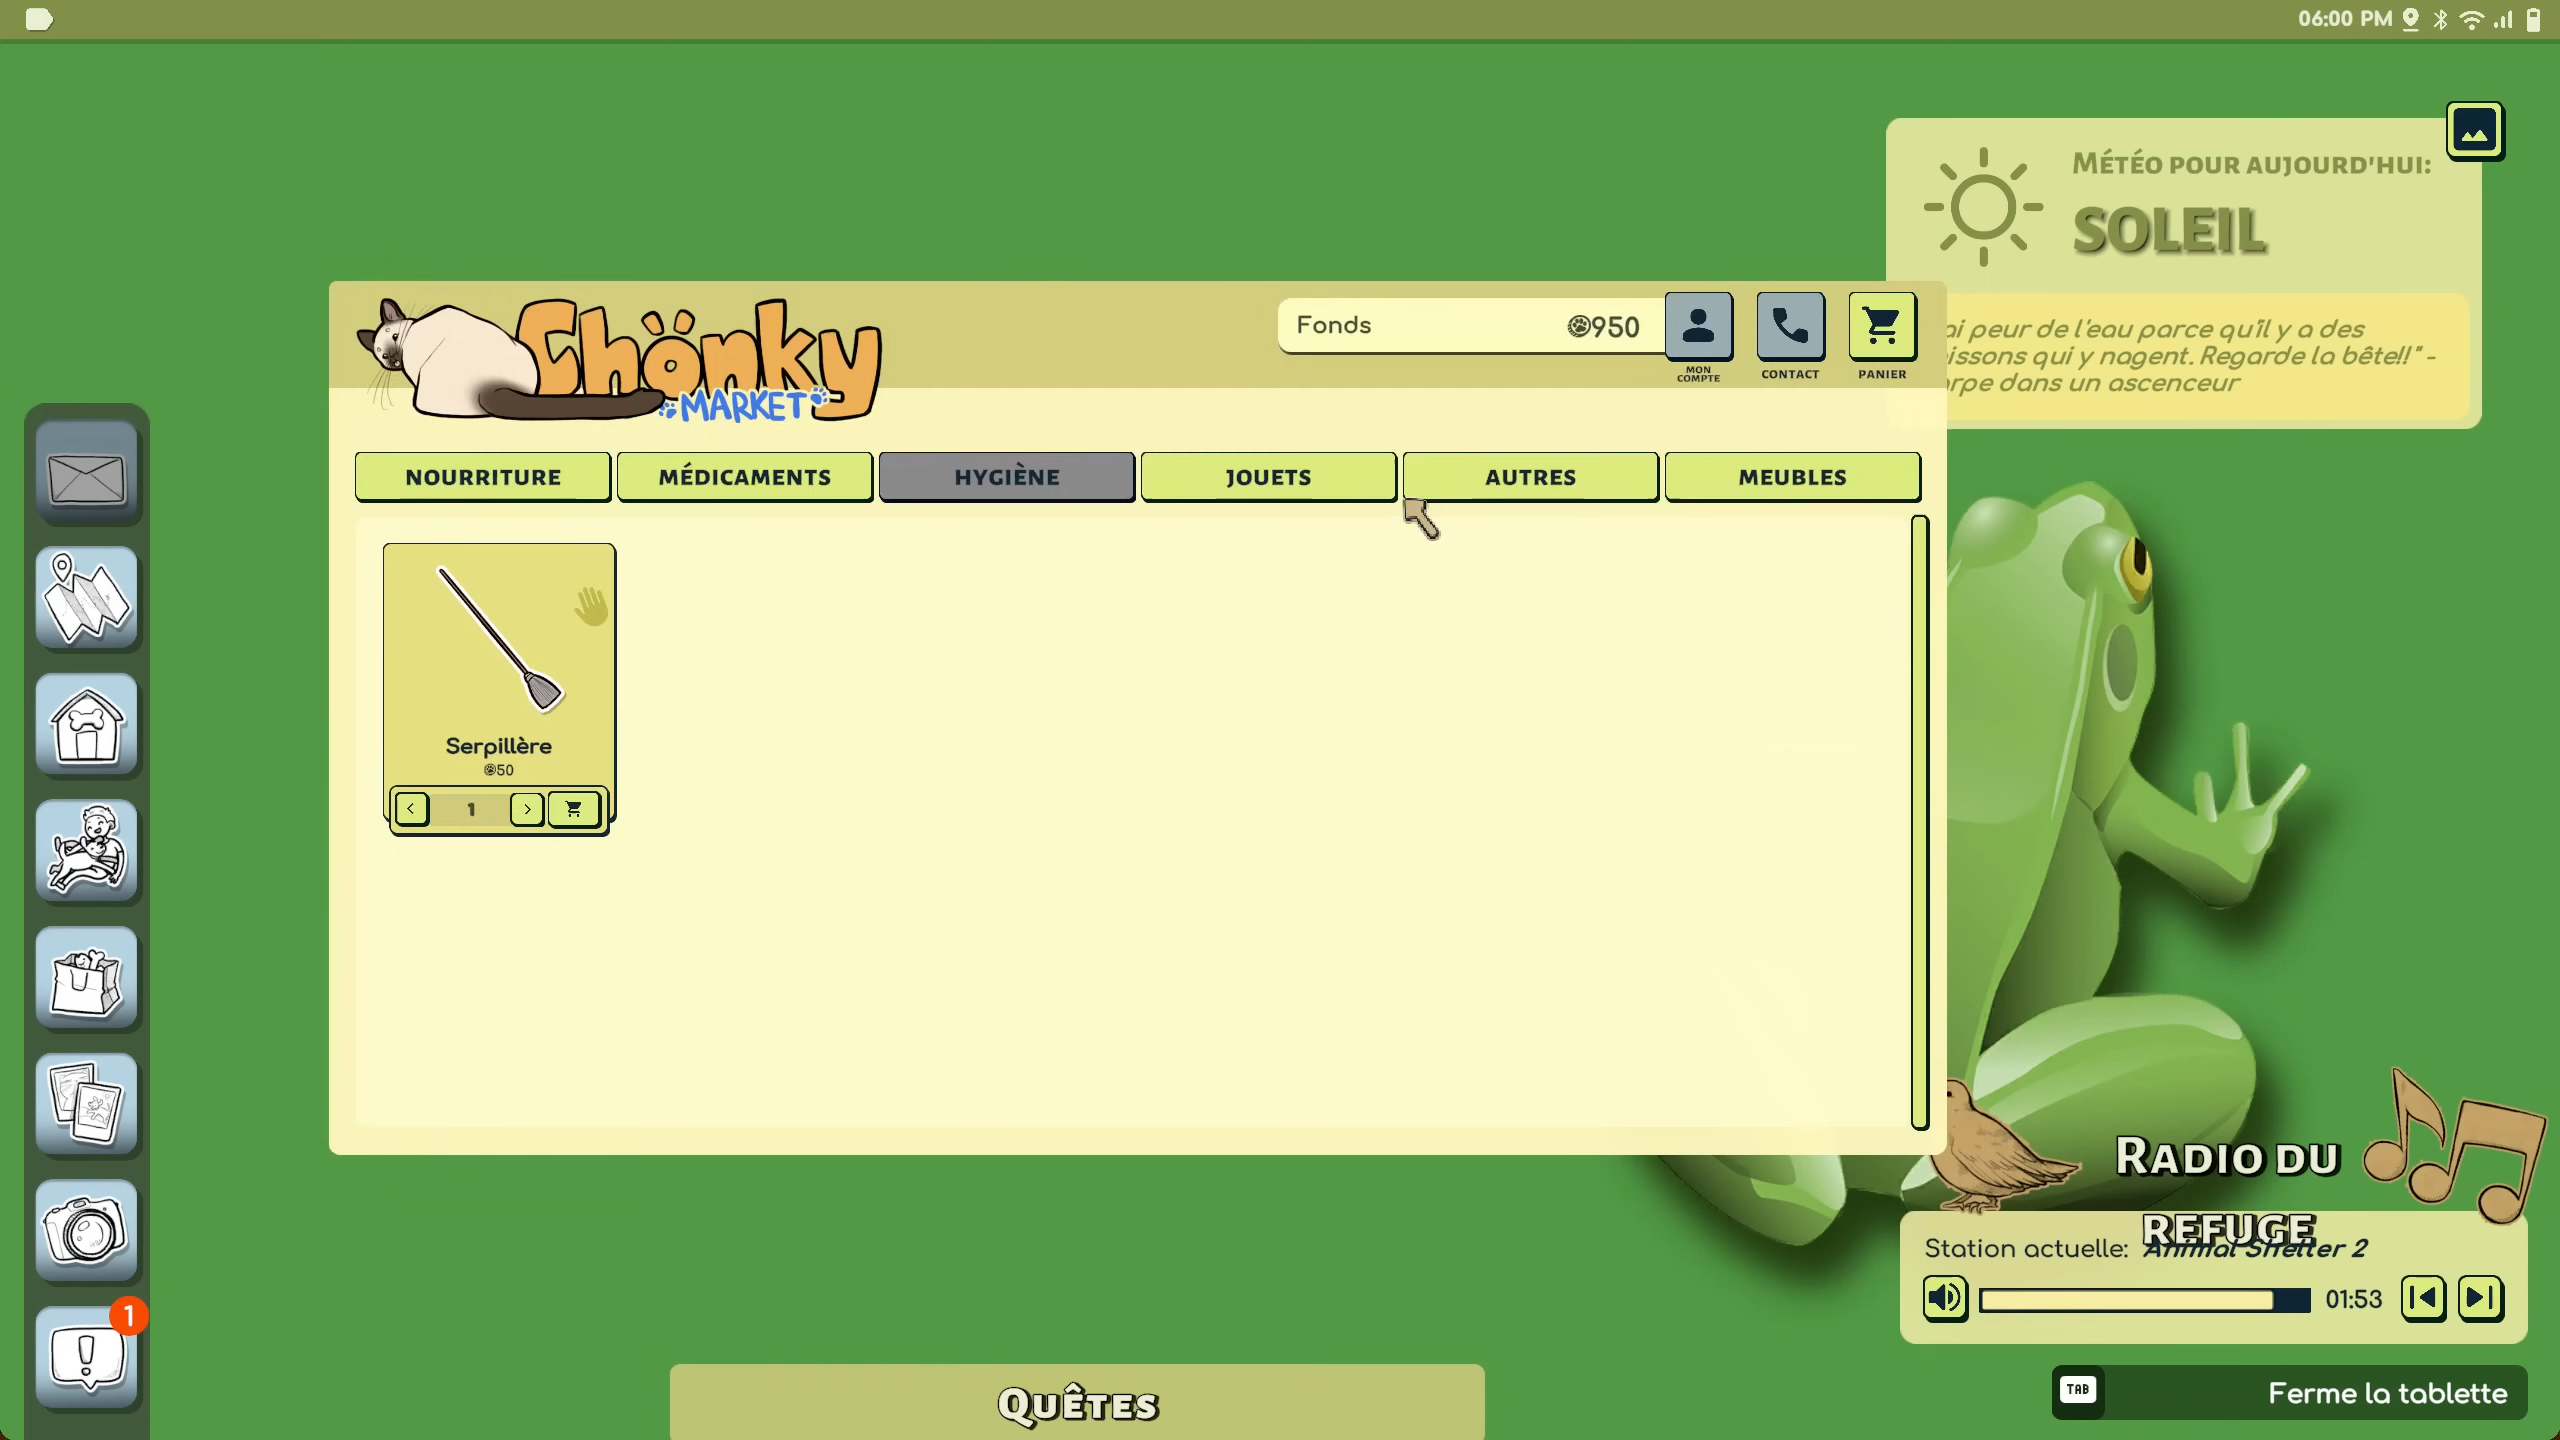 06:00 PM
MÉTÉO POUR AUJOURD'HUI:
SOLEIL
ai peur de l'eau parce qu'il y a des
issons qui y nagent. Regarde la bête!!" -
rpe dans un ascenceur
Chönky
MARKET
Fonds
950
MON
COMPTE
CONTACT
PANIER
NOURRITURE
MÉDICAMENTS
HYGIÈNE
JOUETS
AUTRES
MEUBLES
Serpillère
50
1
1
RADIO DU
REFUGE
Station actuelle: Animal Shelter 2
01:53
QUÊTES
TAB
Ferme la tablette